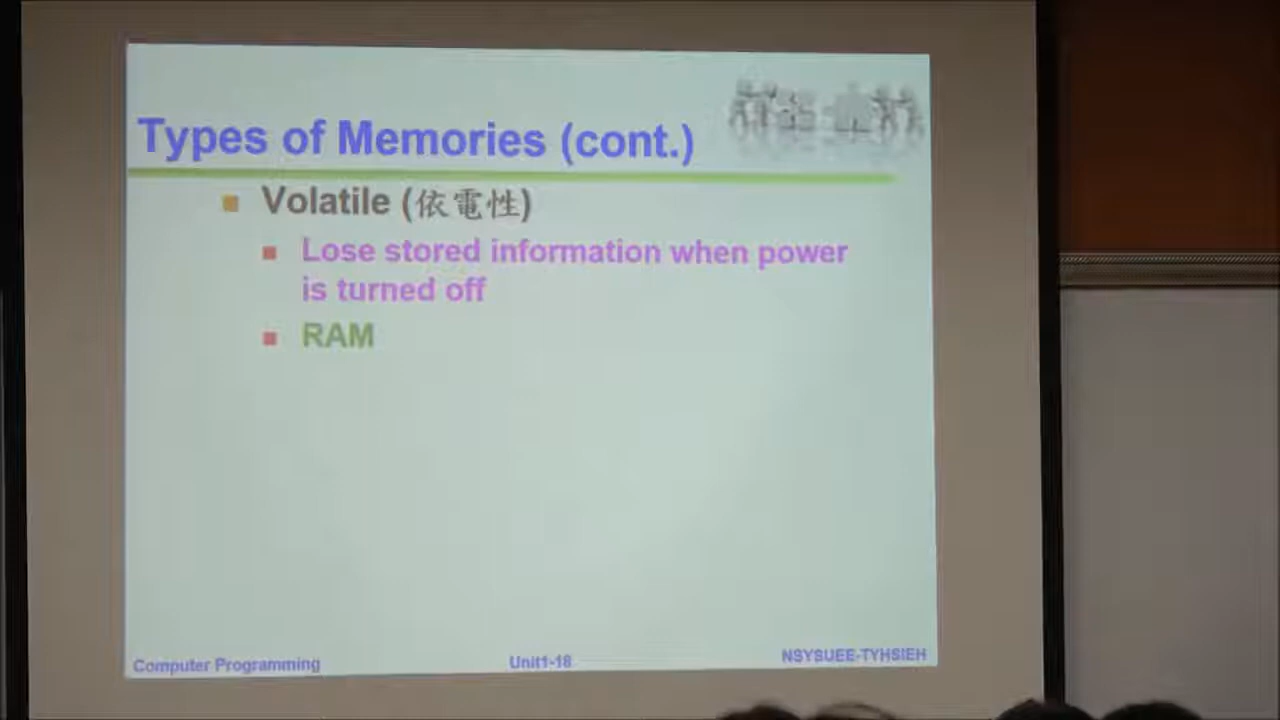 Types of Memories (cont.)
Volatile (依電性)
Lose stored information when power
is turned off
RAM
Computer Programming
Unit1-18
NSYSUEE-TYHSIEH